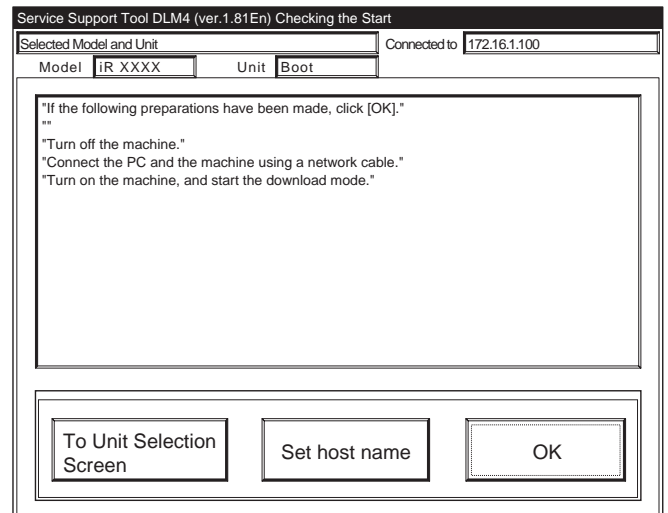 Service Support Tool DLM4 (ver.1.81En) Checking the Start
Selected Model and Unit Connected to 172.16.1.100
Model iR XXXX Unit Boot
"If the following preparations have been made, click [OK]."
""
"Turn off the machine."
"Connect the PC and the machine using a network cable."
"Turn on the machine, and start the download mode."
To Unit Selection
Screen
Set host name
OK